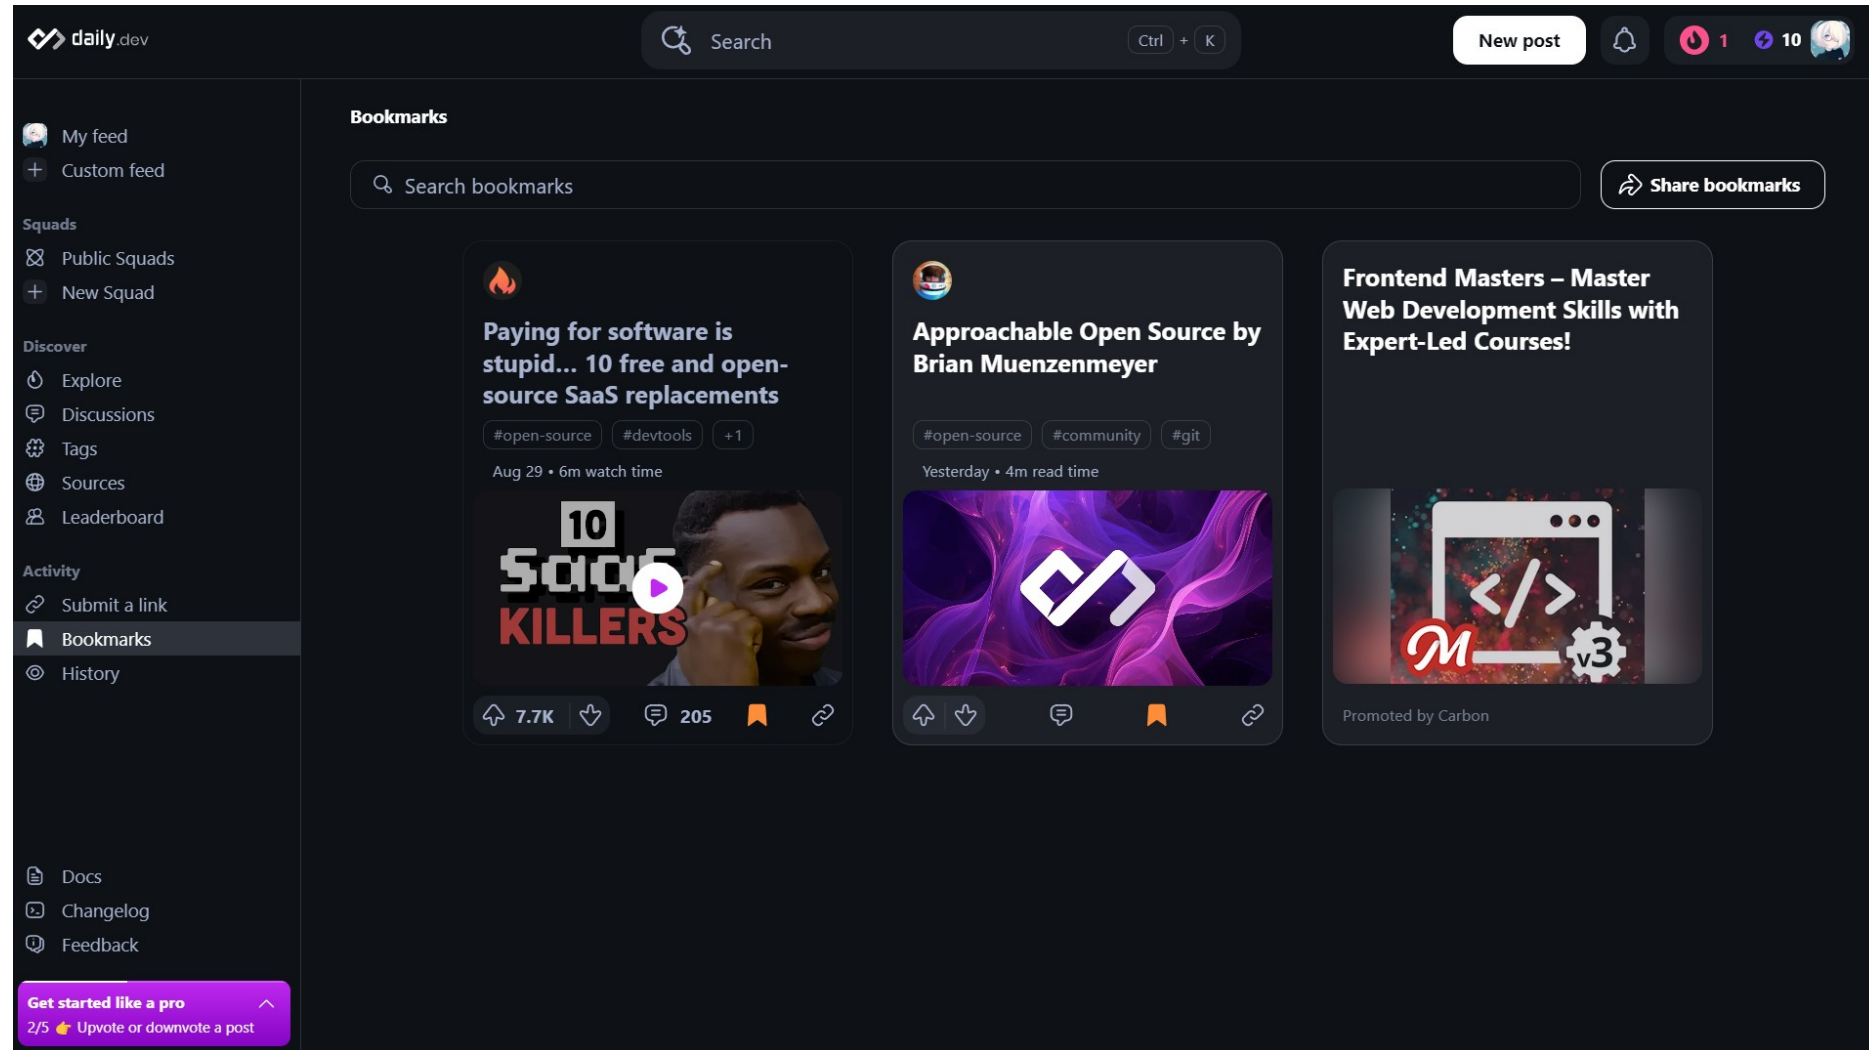 daily.dev
Search
Ctrl + K
New post
1
10
My feed
Custom feed
Squads
Public Squads
New Squad
Discover
Explore
Discussions
Tags
Sources
Leaderboard
Activity
Submit a link
Bookmarks
History
Docs
Changelog
Feedback
Get started like a pro
2/5 👉 Upvote or downvote a post
Bookmarks
Search bookmarks
Share bookmarks
Paying for software is
stupid... 10 free and open-
source SaaS replacements
#open-source #devtools +1
Aug 29 • 6m watch time
10
SaaS
KILLERS
7.7K
205
Approachable Open Source by
Brian Muenzenmeyer
#open-source #community #git
Yesterday • 4m read time
Frontend Masters – Master
Web Development Skills with
Expert-Led Courses!
</>
M
v3
Promoted by Carbon